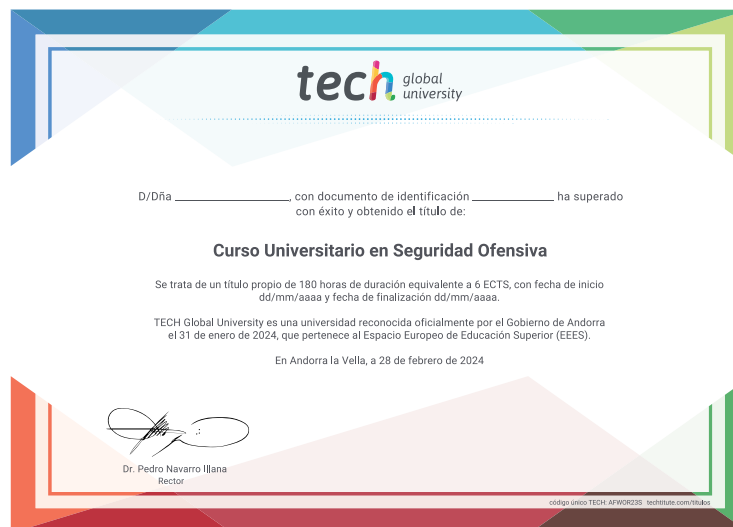 tech global university
D/Dña ____________________, con documento de identificación ______________ ha superado
con éxito y obtenido el título de:
Curso Universitario en Seguridad Ofensiva
Se trata de un título propio de 180 horas de duración equivalente a 6 ECTS, con fecha de inicio
dd/mm/aaaa y fecha de finalización dd/mm/aaaa.
TECH Global University es una universidad reconocida oficialmente por el Gobierno de Andorra
el 31 de enero de 2024, que pertenece al Espacio Europeo de Educación Superior (EEES).
En Andorra la Vella, a 28 de febrero de 2024
Dr. Pedro Navarro Illana
Rector
código único TECH: AFWOR23S techtitute.com/titulos